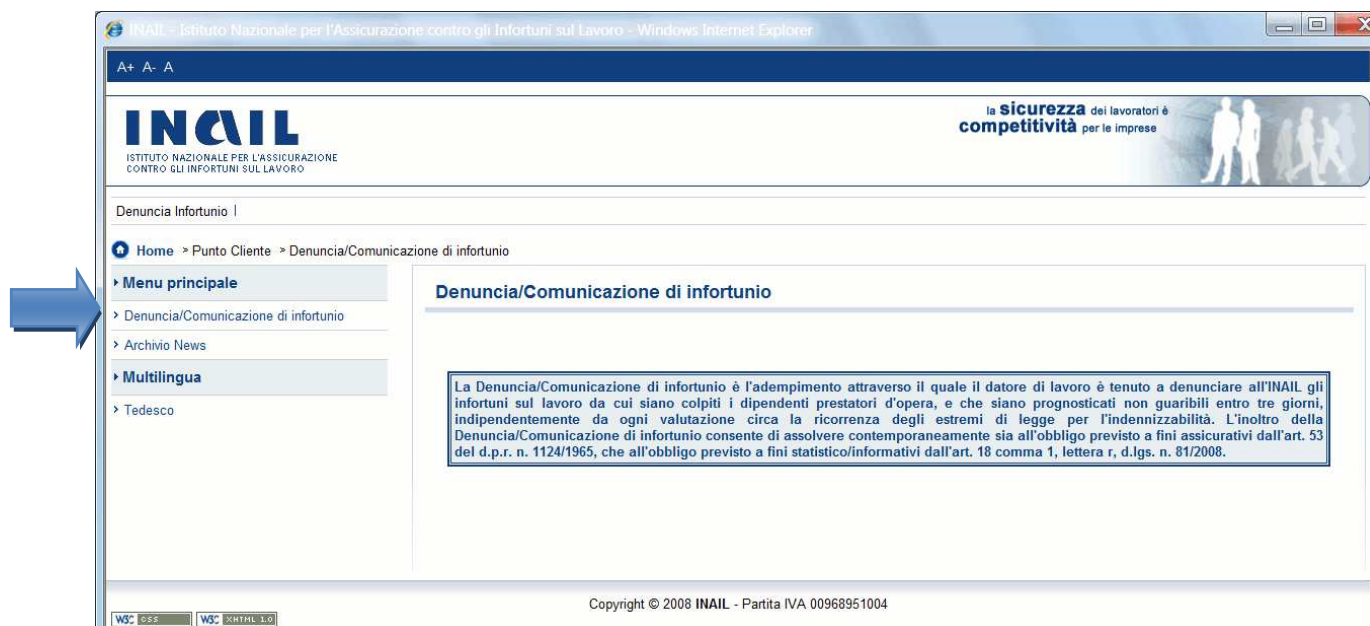 INAIL - Istituto Nazionale per l'Assicurazione contro gli Infortuni sul Lavoro - Windows Internet Explorer
A+ A- A
INAIL
ISTITUTO NAZIONALE PER L'ASSICURAZIONE
CONTRO GLI INFORTUNI SUL LAVORO
la sicurezza dei lavoratori è
competitività per le imprese
Denuncia Infortunio |
Home > Punto Cliente > Denuncia/Comunicazione di infortunio
Menu principale
> Denuncia/Comunicazione di infortunio
> Archivio News
Multilingua
> Tedesco
Denuncia/Comunicazione di infortunio
La Denuncia/Comunicazione di infortunio è l'adempimento attraverso il quale il datore di lavoro è tenuto a denunciare all'INAIL gli
infortuni sul lavoro da cui siano colpiti i dipendenti prestatori d'opera, e che siano prognosticati non guaribili entro tre giorni,
indipendentemente da ogni valutazione circa la ricorrenza degli estremi di legge per l'indennizzabilità. L'inoltro della
Denuncia/Comunicazione di infortunio consente di assolvere contemporaneamente sia all'obbligo previsto a fini assicurativi dall'art. 53
del d.p.r. n. 1124/1965, che all'obbligo previsto a fini statistico/informativi dall'art. 18 comma 1, lettera r, d.lgs. n. 81/2008.
Copyright © 2008 INAIL - Partita IVA 00968951004
W3C CSS W3C XHTML 1.0